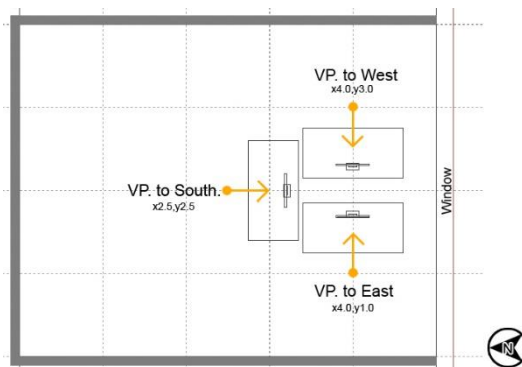 VP. to West
x4.0,y3.0
VP. to South.
x2.5,y2.5
Window
VP. to East
x4.0,y1.0
N